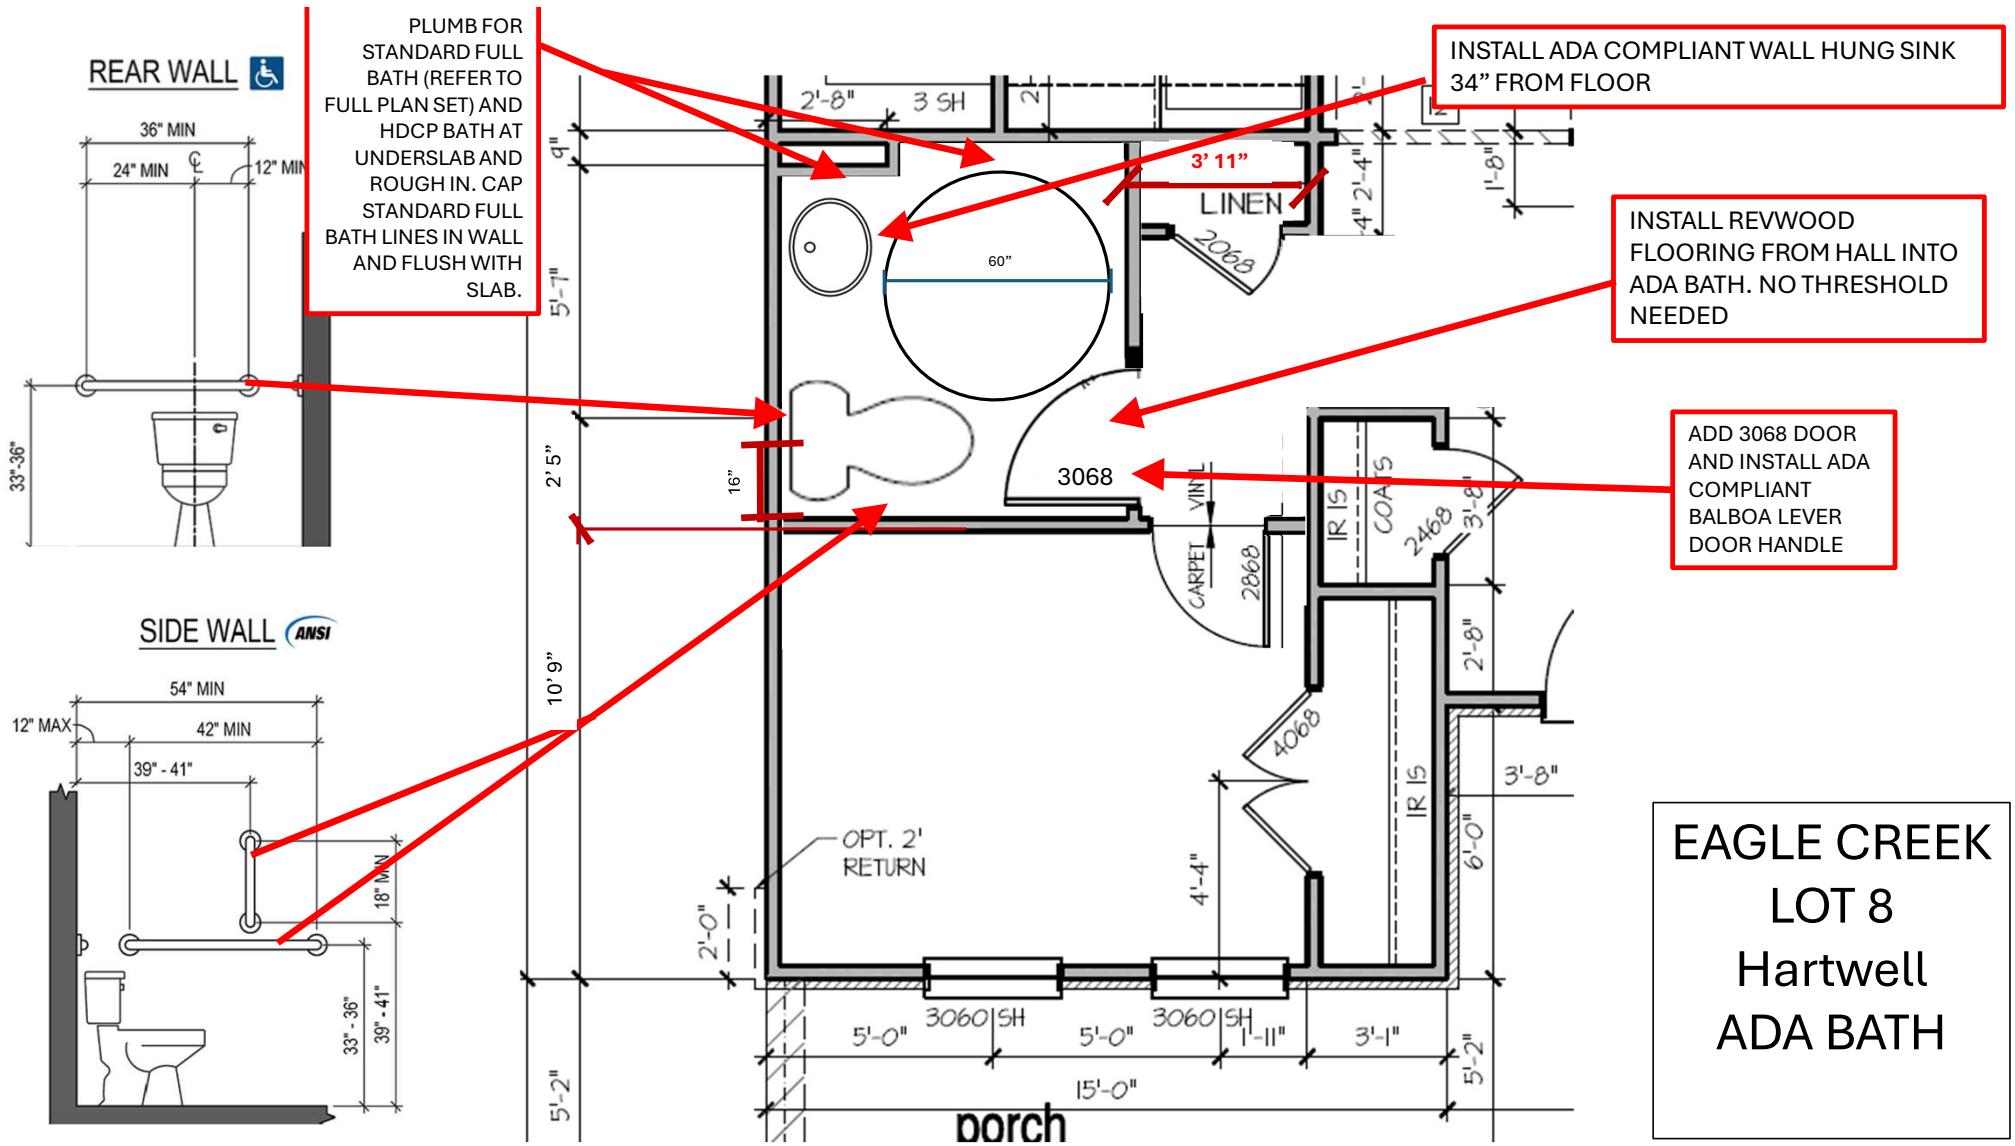 REAR WALL
36" MIN
24" MIN
12" MIN
33"-36"
PLUMB FOR
STANDARD FULL
BATH (REFER TO
FULL PLAN SET) AND
HDCP BATH AT
UNDERSLAB AND
ROUGH IN. CAP
STANDARD FULL
BATH LINES IN WALL
AND FLUSH WITH
SLAB.
INSTALL ADA COMPLIANT WALL HUNG SINK
34” FROM FLOOR
INSTALL REVWOOD
FLOORING FROM HALL INTO
ADA BATH. NO THRESHOLD
NEEDED
ADD 3068 DOOR
AND INSTALL ADA
COMPLIANT
BALBOA LEVER
DOOR HANDLE
2'-8"
3 SH
9"
5'-7"
2’ 5”
10’ 9”
5'-2"
16”
60”
3’ 11”
LINEN
2068
2'-4"
1'-8"
3068
VINYL
CARPET
2868
1R 1S
COATS
2468
3'-8"
2'-8"
4068
1R 1S
3'-8"
6'-0"
4'-4"
OPT. 2'
RETURN
2'-0"
3060 SH
3060 SH
5'-0"
5'-0"
1'-11"
3'-1"
15'-0"
5'-2"
porch
SIDE WALL
ANSI
54" MIN
12" MAX
42" MIN
39" - 41"
18" MIN
33" - 36"
39" - 41"
EAGLE CREEK
LOT 8
Hartwell
ADA BATH